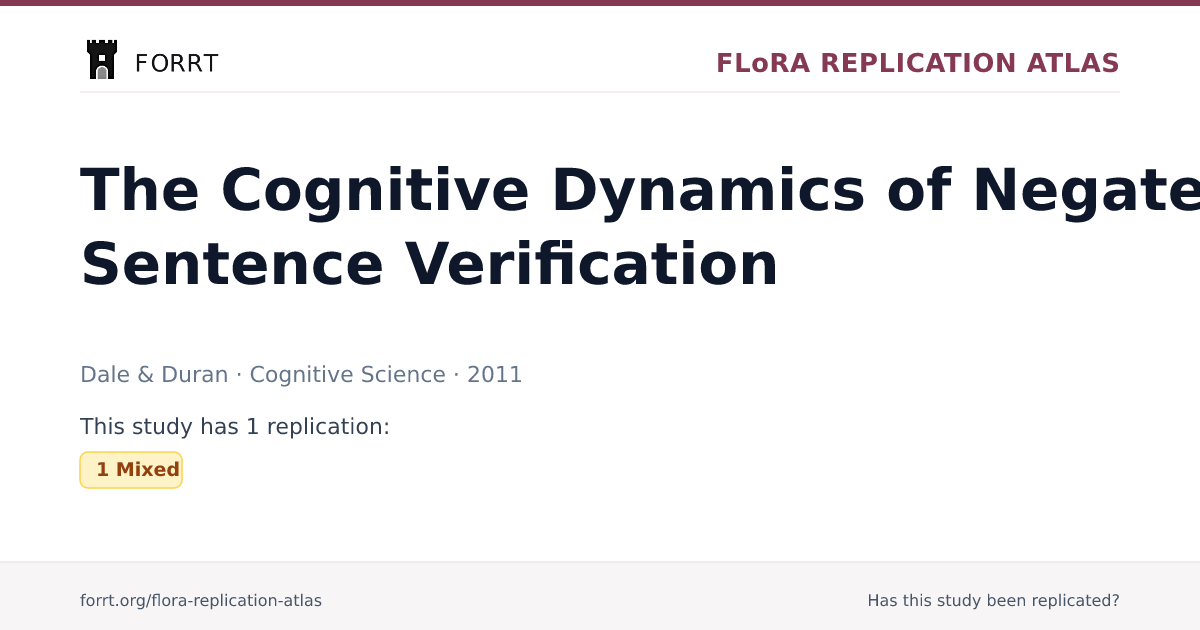 FORRT
FLoRA REPLICATION ATLAS
The Cognitive Dynamics of Negate
Sentence Verification
Dale & Duran · Cognitive Science · 2011
This study has 1 replication:
1 Mixed
forrt.org/flora-replication-atlas
Has this study been replicated?